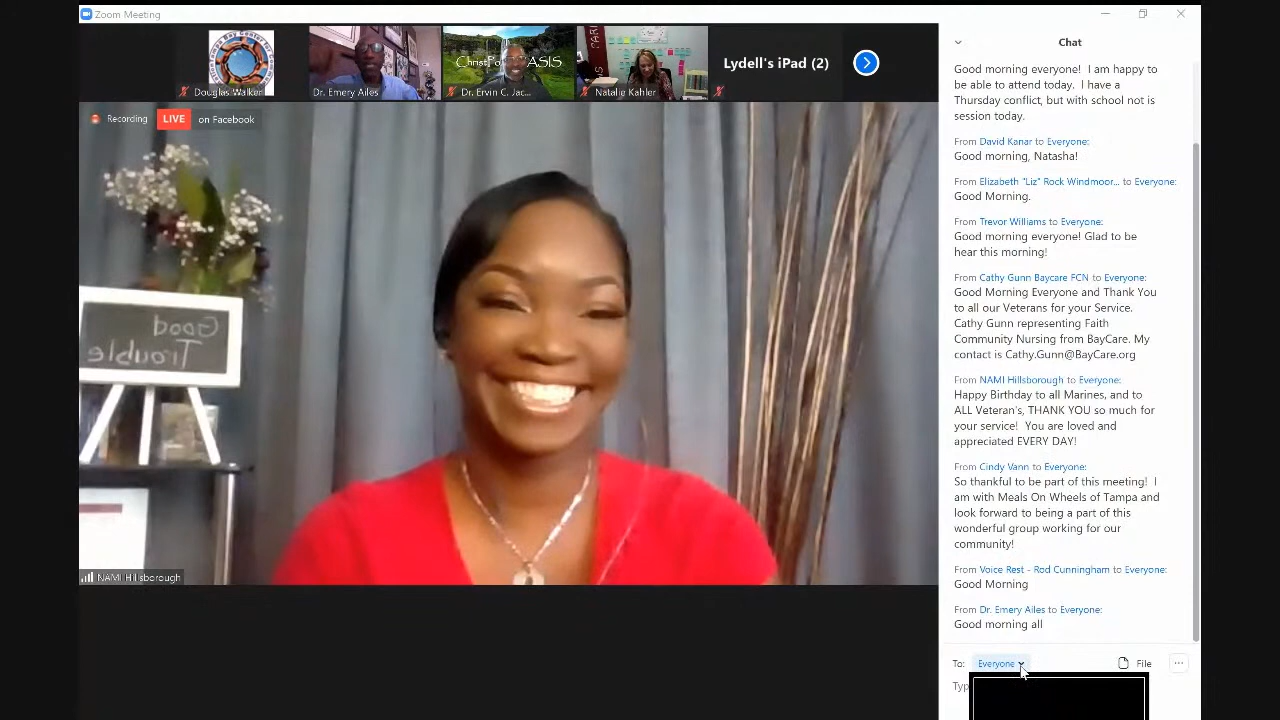 Zoom Meeting
Douglas Walker
Dr. Emery Ailes
Dr. Ervin C. Jac...
Natalie Kahler
Lydell's iPad (2)
Recording
LIVE
on Facebook
Good
Trouble
NAMI Hillsborough
Chat
Good morning everyone! I am happy to
be able to attend today. I have a
Thursday conflict, but with school not is
session today.
From David Kanar to Everyone:
Good morning, Natasha!
From Elizabeth "Liz" Rock Windmoor... to Everyone:
Good Morning.
From Trevor Williams to Everyone:
Good morning everyone! Glad to be
hear this morning!
From Cathy Gunn Baycare FCN to Everyone:
Good Morning Everyone and Thank You
to all our Veterans for your Service.
Cathy Gunn representing Faith
Community Nursing from BayCare. My
contact is Cathy.Gunn@BayCare.org
From NAMI Hillsborough to Everyone:
Happy Birthday to all Marines, and to
ALL Veteran's, THANK YOU so much for
your service! You are loved and
appreciated EVERY DAY!
From Cindy Vann to Everyone:
So thankful to be part of this meeting! I
am with Meals On Wheels of Tampa and
look forward to being a part of this
wonderful group working for our
community!
From Voice Rest - Rod Cunningham to Everyone:
Good Morning
From Dr. Emery Ailes to Everyone:
Good morning all
To: Everyone
File
Typ